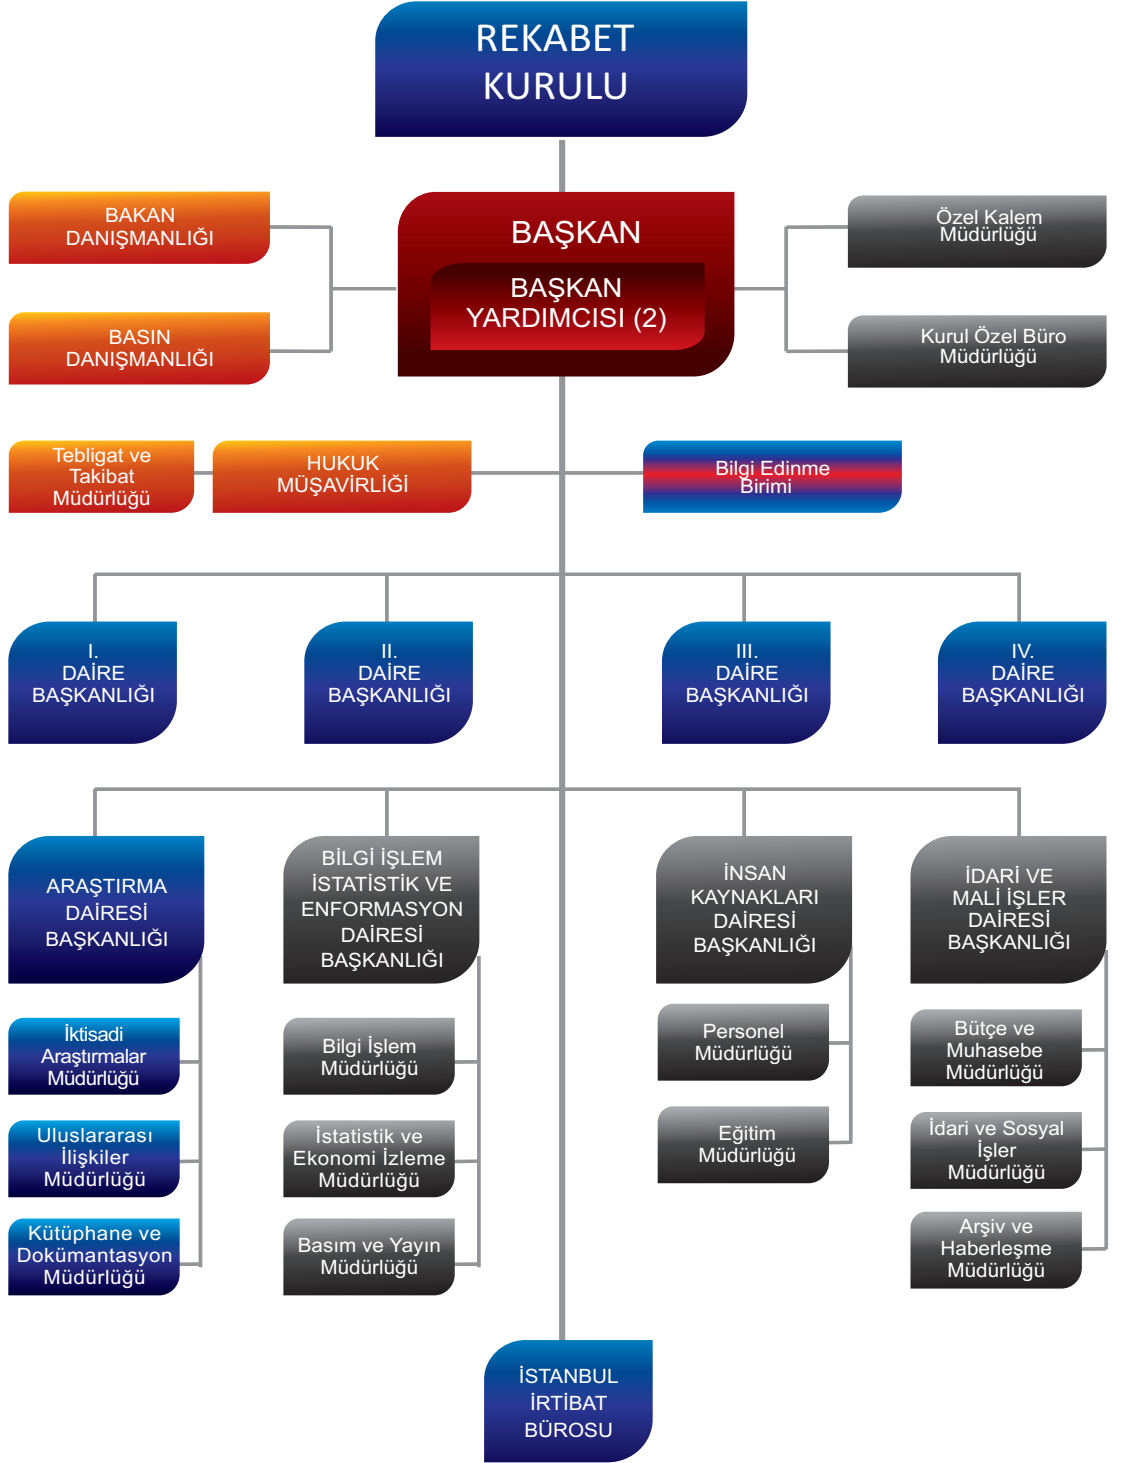 REKABET
KURULU
BAKAN
DANIŞMANLIĞI
BASIN
DANIŞMANLIĞI
BAŞKAN
BAŞKAN
YARDIMCISI (2)
Özel Kalem
Müdürlüğü
Kurul Özel Büro
Müdürlüğü
Tebligat ve
Takibat
Müdürlüğü
HUKUK
MÜŞAVİRLİĞİ
Bilgi Edinme
Birimi
I.
DAİRE
BAŞKANLIĞI
II.
DAİRE
BAŞKANLIĞI
III.
DAİRE
BAŞKANLIĞI
IV.
DAİRE
BAŞKANLIĞI
ARAŞTIRMA
DAİRESİ
BAŞKANLIĞI
BİLGİ İŞLEM
İSTATİSTİK VE
ENFORMASYON
DAİRESİ
BAŞKANLIĞI
İNSAN
KAYNAKLARI
DAİRESİ
BAŞKANLIĞI
İDARİ VE
MALİ İŞLER
DAİRESİ
BAŞKANLIĞI
İktisadi
Araştırmalar
Müdürlüğü
Uluslararası
İlişkiler
Müdürlüğü
Kütüphane ve
Dokümantasyon
Müdürlüğü
Bilgi İşlem
Müdürlüğü
İstatistik ve
Ekonomi İzleme
Müdürlüğü
Basım ve Yayın
Müdürlüğü
Personel
Müdürlüğü
Eğitim
Müdürlüğü
Bütçe ve
Muhasebe
Müdürlüğü
İdari ve Sosyal
İşler
Müdürlüğü
Arşiv ve
Haberleşme
Müdürlüğü
İSTANBUL
İRTİBAT
BÜROSU